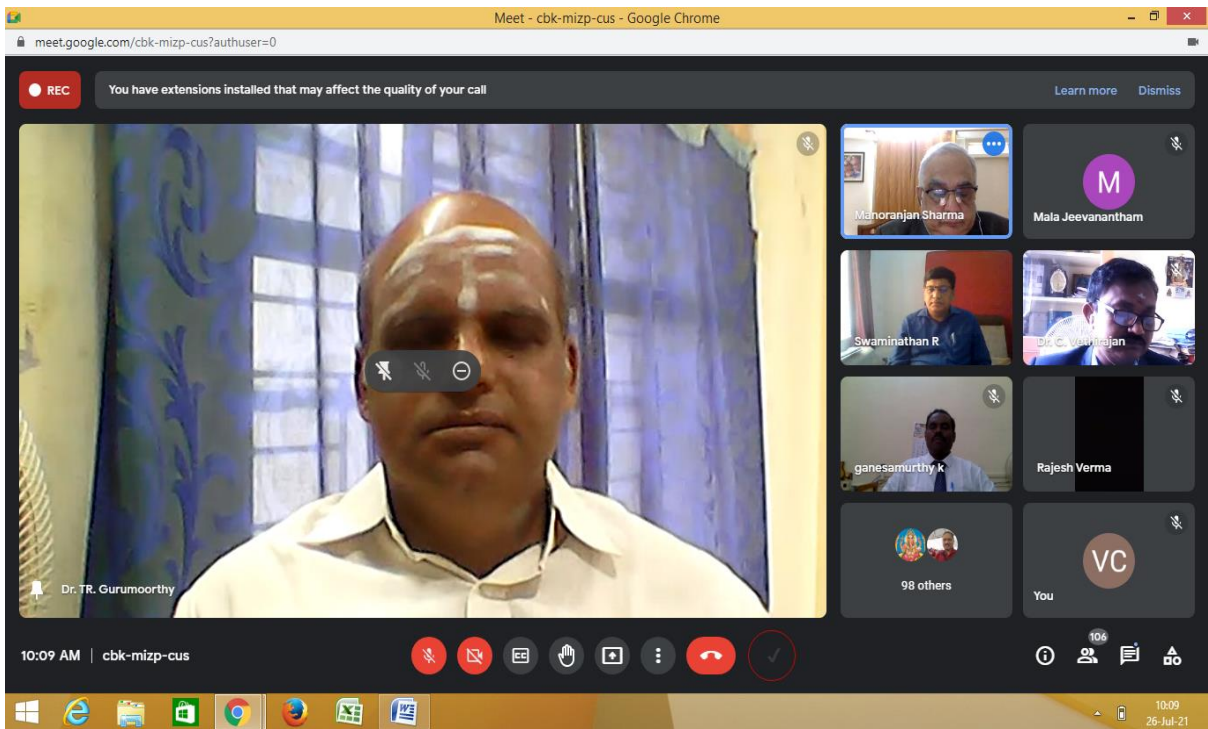 Meet - cbk-mizp-cus - Google Chrome
meet.google.com/cbk-mizp-cus?authuser=0
REC
You have extensions installed that may affect the quality of your call
Learn more
Dismiss
Manoranjan Sharma
M
Mala Jeevanantham
Swaminathan R
Dr. C. Vethirajan
ganesamurthy k
Rajesh Verma
98 others
VC
You
Dr. TR. Gurumoorthy
10:09 AM | cbk-mizp-cus
CC
106
10:09
26-Jul-21